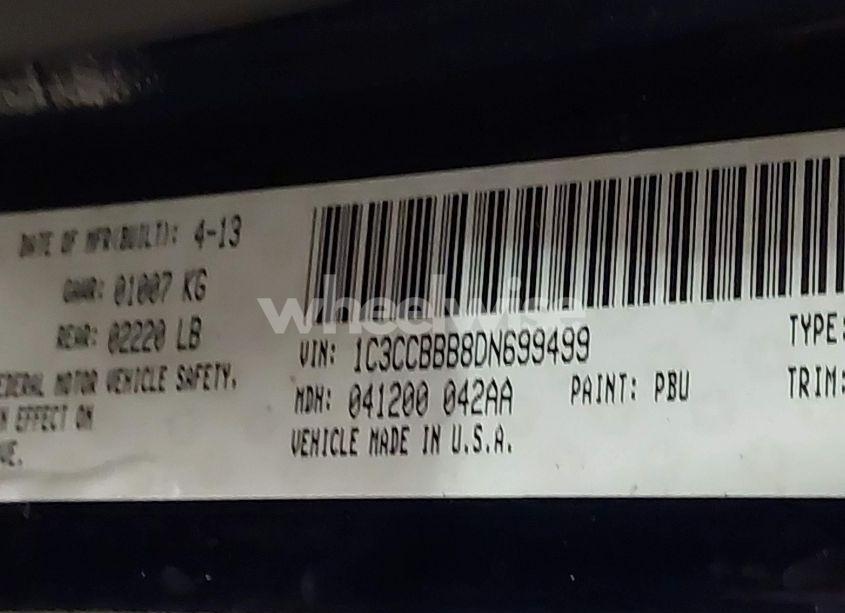 DATE OF MFR(BUILT): 4-13
GAWR: 01007 KG
REAR: 02220 LB
EDERAL MOTOR VEHICLE SAFETY,
N EFFECT ON
VE.
wheelwise
VIN: 1C3CCBBB8DN699499
MDH: 041200 042AA
PAINT: PBU
VEHICLE MADE IN U.S.A.
TYPE:
TRIM: